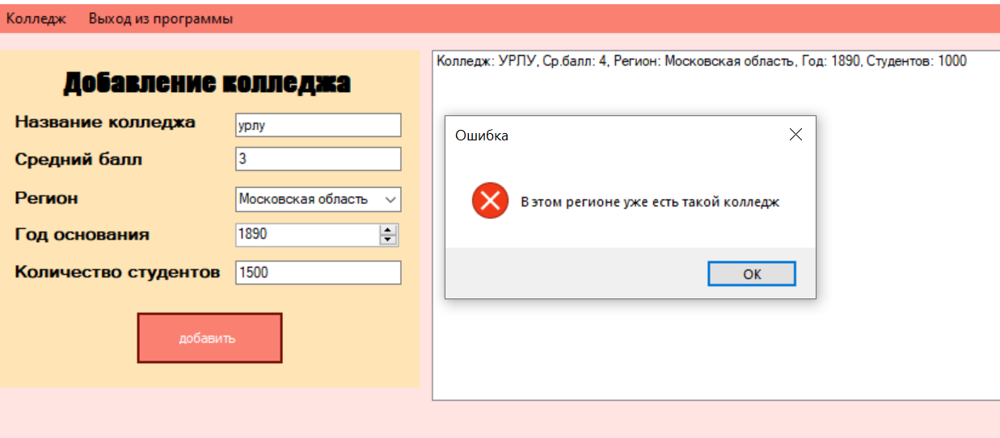 Колледж Выход из программы
Добавление колледжа
Название колледжа урлу
Средний балл 3
Регион Московская область
Год основания 1890
Количество студентов 1500
добавить
Колледж: УРЛУ, Ср.балл: 4, Регион: Московская область, Год: 1890, Студентов: 1000
Ошибка
В этом регионе уже есть такой колледж
ОК